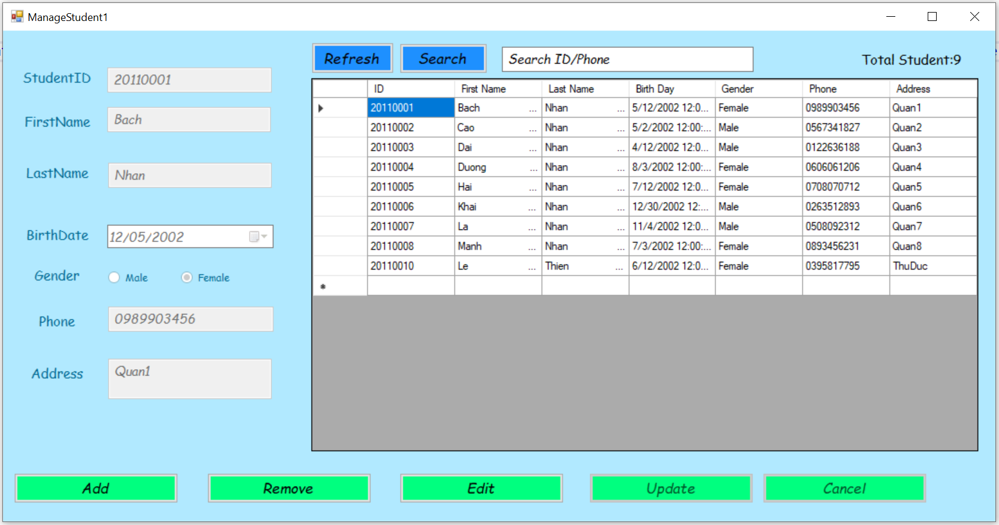 ManageStudent1
Refresh Search Search ID/Phone Total Student:9
StudentID 20110001
FirstName Bach
LastName Nhan
BirthDate 12/05/2002
Gender Male Female
Phone 0989903456
Address Quan1
ID First Name Last Name Birth Day Gender Phone Address
20110001 Bach ... Nhan ... 5/12/2002 12:0... Female 0989903456 Quan1
20110002 Cao ... Nhan ... 5/2/2002 12:00:... Male 0567341827 Quan2
20110003 Dai ... Nhan ... 4/12/2002 12:0... Male 0122636188 Quan3
20110004 Duong ... Nhan ... 8/3/2002 12:00:... Female 0606061206 Quan4
20110005 Hai ... Nhan ... 7/12/2002 12:0... Female 0708070712 Quan5
20110006 Khai ... Nhan ... 12/30/2002 12:... Male 0263512893 Quan6
20110007 La ... Nhan ... 11/4/2002 12:0... Male 0508092312 Quan7
20110008 Manh ... Nhan ... 7/3/2002 12:00:... Female 0893456231 Quan8
20110010 Le ... Thien ... 6/12/2002 12:0... Female 0395817795 ThuDuc
Add Remove Edit Update Cancel